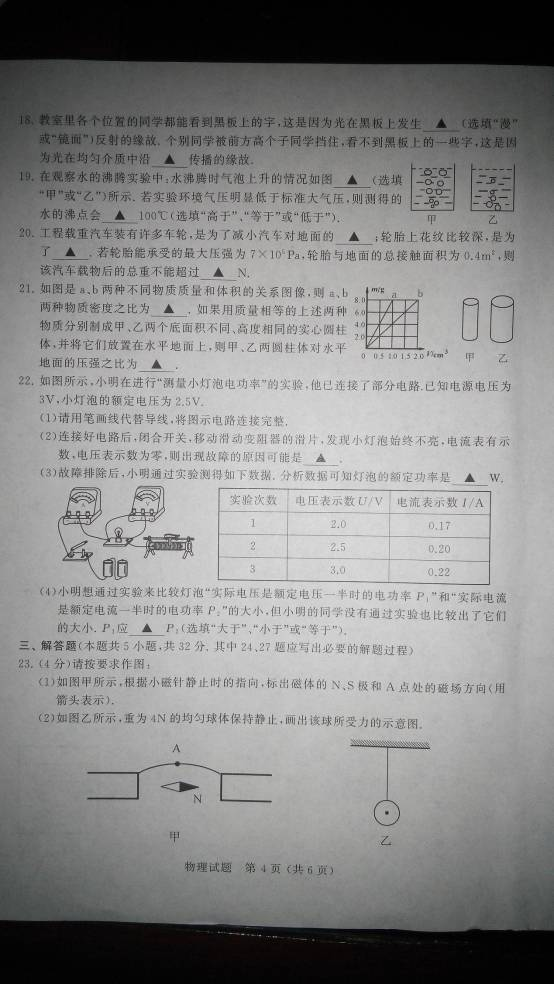 18. 教室里各个位置的同学都能看到黑板上的字,这是因为光在黑板上发生 ▲ (选填“漫”
或“镜面”)反射的缘故. 个别同学被前方高个子同学挡住,看不到黑板上的一些字,这是因
为光在均匀介质中沿 ▲ 传播的缘故.
19. 在观察水的沸腾实验中:水沸腾时气泡上升的情况如图 ▲ (选填
“甲”或“乙”)所示. 若实验环境气压明显低于标准大气压,则测得的
水的沸点会 ▲ 100℃(选填“高于”、“等于”或“低于”).
甲 乙
20. 工程载重汽车装有许多车轮,是为了减小汽车对地面的 ▲ ;轮胎上花纹比较深,是为
了 ▲ . 若轮胎能承受的最大压强为 7×10⁵Pa,轮胎与地面的总接触面积为 0.4m²,则
该汽车载物后的总重不能超过 ▲ N.
21. 如图是 a、b 两种不同物质质量和体积的关系图像,则 a、b
两种物质密度之比为 ▲ . 如果用质量相等的上述两种
物质分别制成甲、乙两个底面积不同、高度相同的实心圆柱
体,并将它们放置在水平地面上,则甲、乙两圆柱体对水平
地面的压强之比为 ▲ .
m/g
a b
8.0
6.0
4.0
2.0
0 0.5 1.0 1.5 2.0 V/cm³
甲 乙
22. 如图所示,小明在进行“测量小灯泡电功率”的实验,他已连接了部分电路.已知电源电压为
3V,小灯泡的额定电压为 2.5V.
(1)请用笔画线代替导线,将图示电路连接完整.
(2)连接好电路后,闭合开关,移动滑动变阻器的滑片,发现小灯泡始终不亮,电流表有示
数,电压表示数为零,则出现故障的原因可能是 ▲ .
(3)故障排除后,小明通过实验测得如下数据. 分析数据可知灯泡的额定功率是 ▲ W.
实验次数 电压表示数 U/V 电流表示数 I/A
1 2.0 0.17
2 2.5 0.20
3 3.0 0.22
(4)小明想通过实验来比较灯泡“实际电压是额定电压一半时的电功率 P₁”和“实际电流
是额定电流一半时的电功率 P₂”的大小,但小明的同学没有通过实验也比较出了它们
的大小. P₁应 ▲ P₂(选填“大于”、“小于”或“等于”).
三、解答题(本题共 5 小题,共 32 分. 其中 24、27 题应写出必要的解题过程)
23. (4 分)请按要求作图:
(1)如图甲所示,根据小磁针静止时的指向,标出磁体的 N、S 极和 A 点处的磁场方向(用
箭头表示).
(2)如图乙所示,重为 4N 的均匀球体保持静止,画出该球所受力的示意图.
A
N
甲
乙
物理试题 第 4 页(共 6 页)